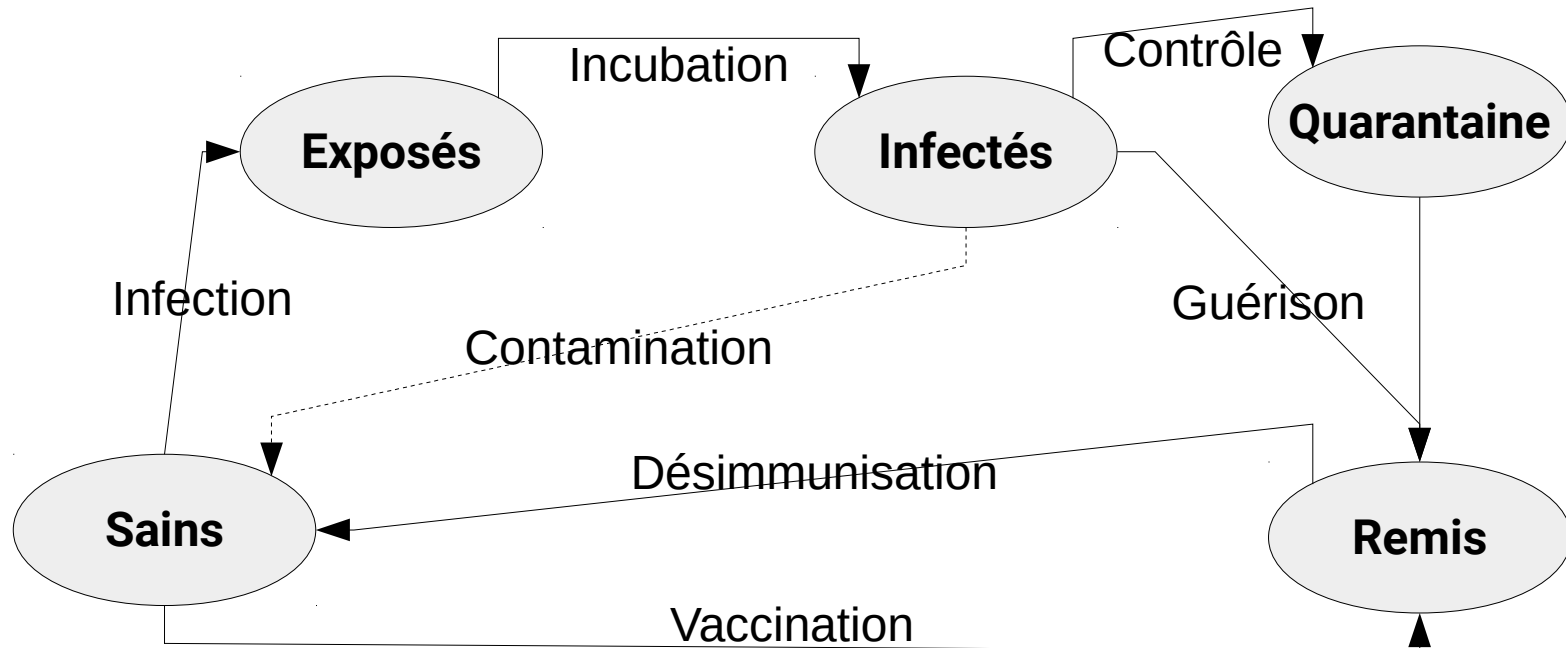 Incubation
Contrôle
Exposés
Infectés
Quarantaine
Infection
Contamination
Guérison
Désimmunisation
Sains
Remis
Vaccination